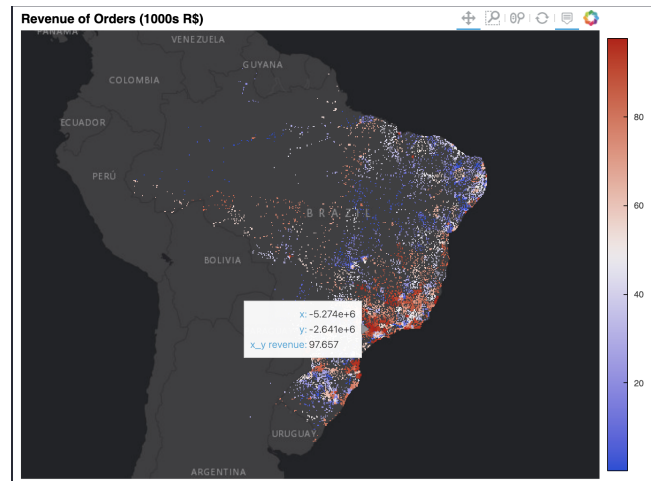 Revenue of Orders (1000s R$)
PANAMA
VENEZUELA
GUYANA
COLOMBIA
80
ECUADOR
PERÚ
60
BRAZIL
BOLIVIA
40
x: -5.274e+6
y: -2.641e+6
x_y revenue: 97.657
20
URUGUAY
ARGENTINA